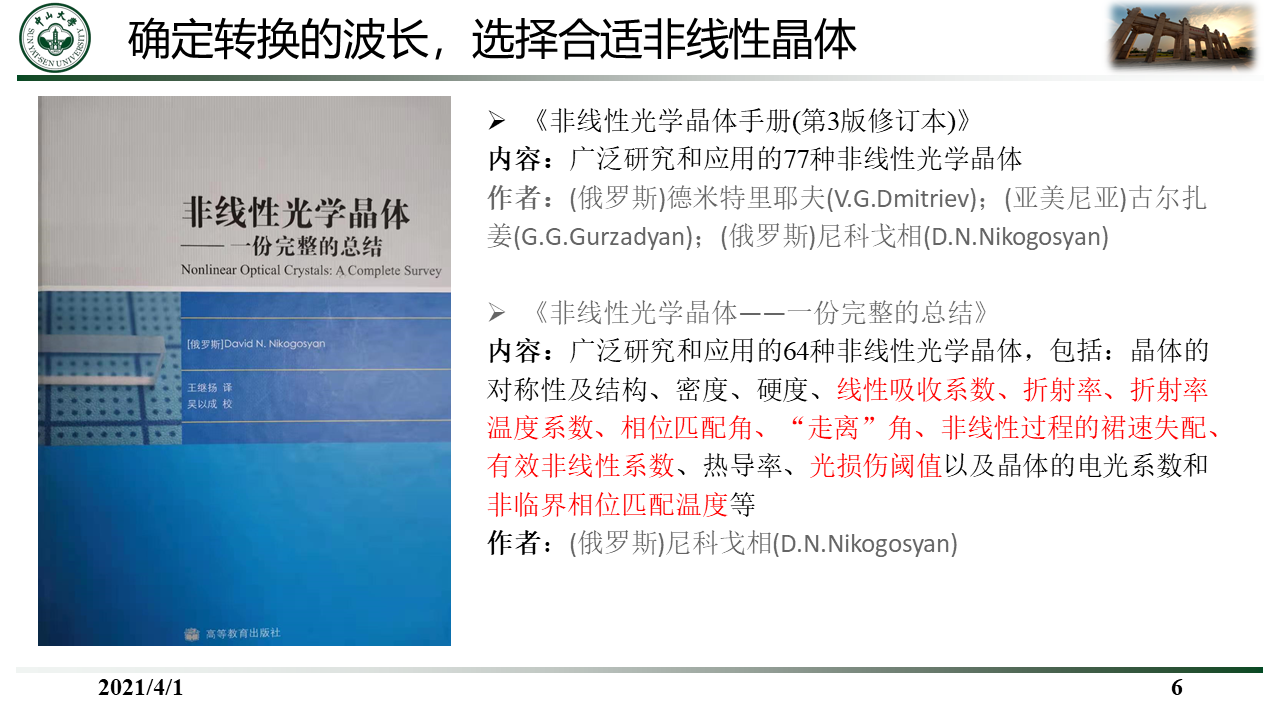 中山大学
SUN YAT-SEN UNIVERSITY
确定转换的波长，选择合适非线性晶体
非线性光学晶体
——一份完整的总结
Nonlinear Optical Crystals: A Complete Survey
[俄罗斯]David N. Nikogosyan
王继扬 译
吴以成 校
高等教育出版社
➢ 《非线性光学晶体手册(第3版修订本)》
内容：广泛研究和应用的77种非线性光学晶体
作者：(俄罗斯)德米特里耶夫(V.G.Dmitriev)；(亚美尼亚)古尔扎
姜(G.G.Gurzadyan)；(俄罗斯)尼科戈相(D.N.Nikogosyan)
➢ 《非线性光学晶体——一份完整的总结》
内容：广泛研究和应用的64种非线性光学晶体，包括：晶体的
对称性及结构、密度、硬度、线性吸收系数、折射率、折射率
温度系数、相位匹配角、“走离”角、非线性过程的裙速失配、
有效非线性系数、热导率、光损伤阈值以及晶体的电光系数和
非临界相位匹配温度等
作者：(俄罗斯)尼科戈相(D.N.Nikogosyan)
2021/4/1
6